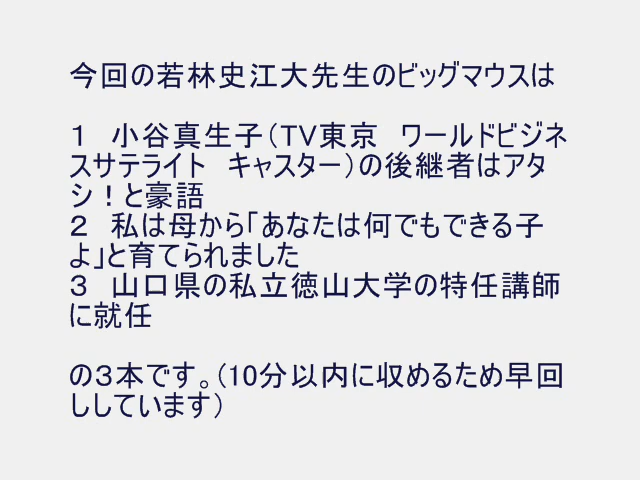 今回の若林史江大先生のビッグマウスは
１　小谷真生子（TV東京　ワールドビジネ
スサテライト　キャスター）の後継者はアタ
シ！と豪語
２　私は母から「あなたは何でもできる子
よ」と育てられました
３　山口県の私立徳山大学の特任講師
に就任
の３本です。（10分以内に収めるため早回
ししています）